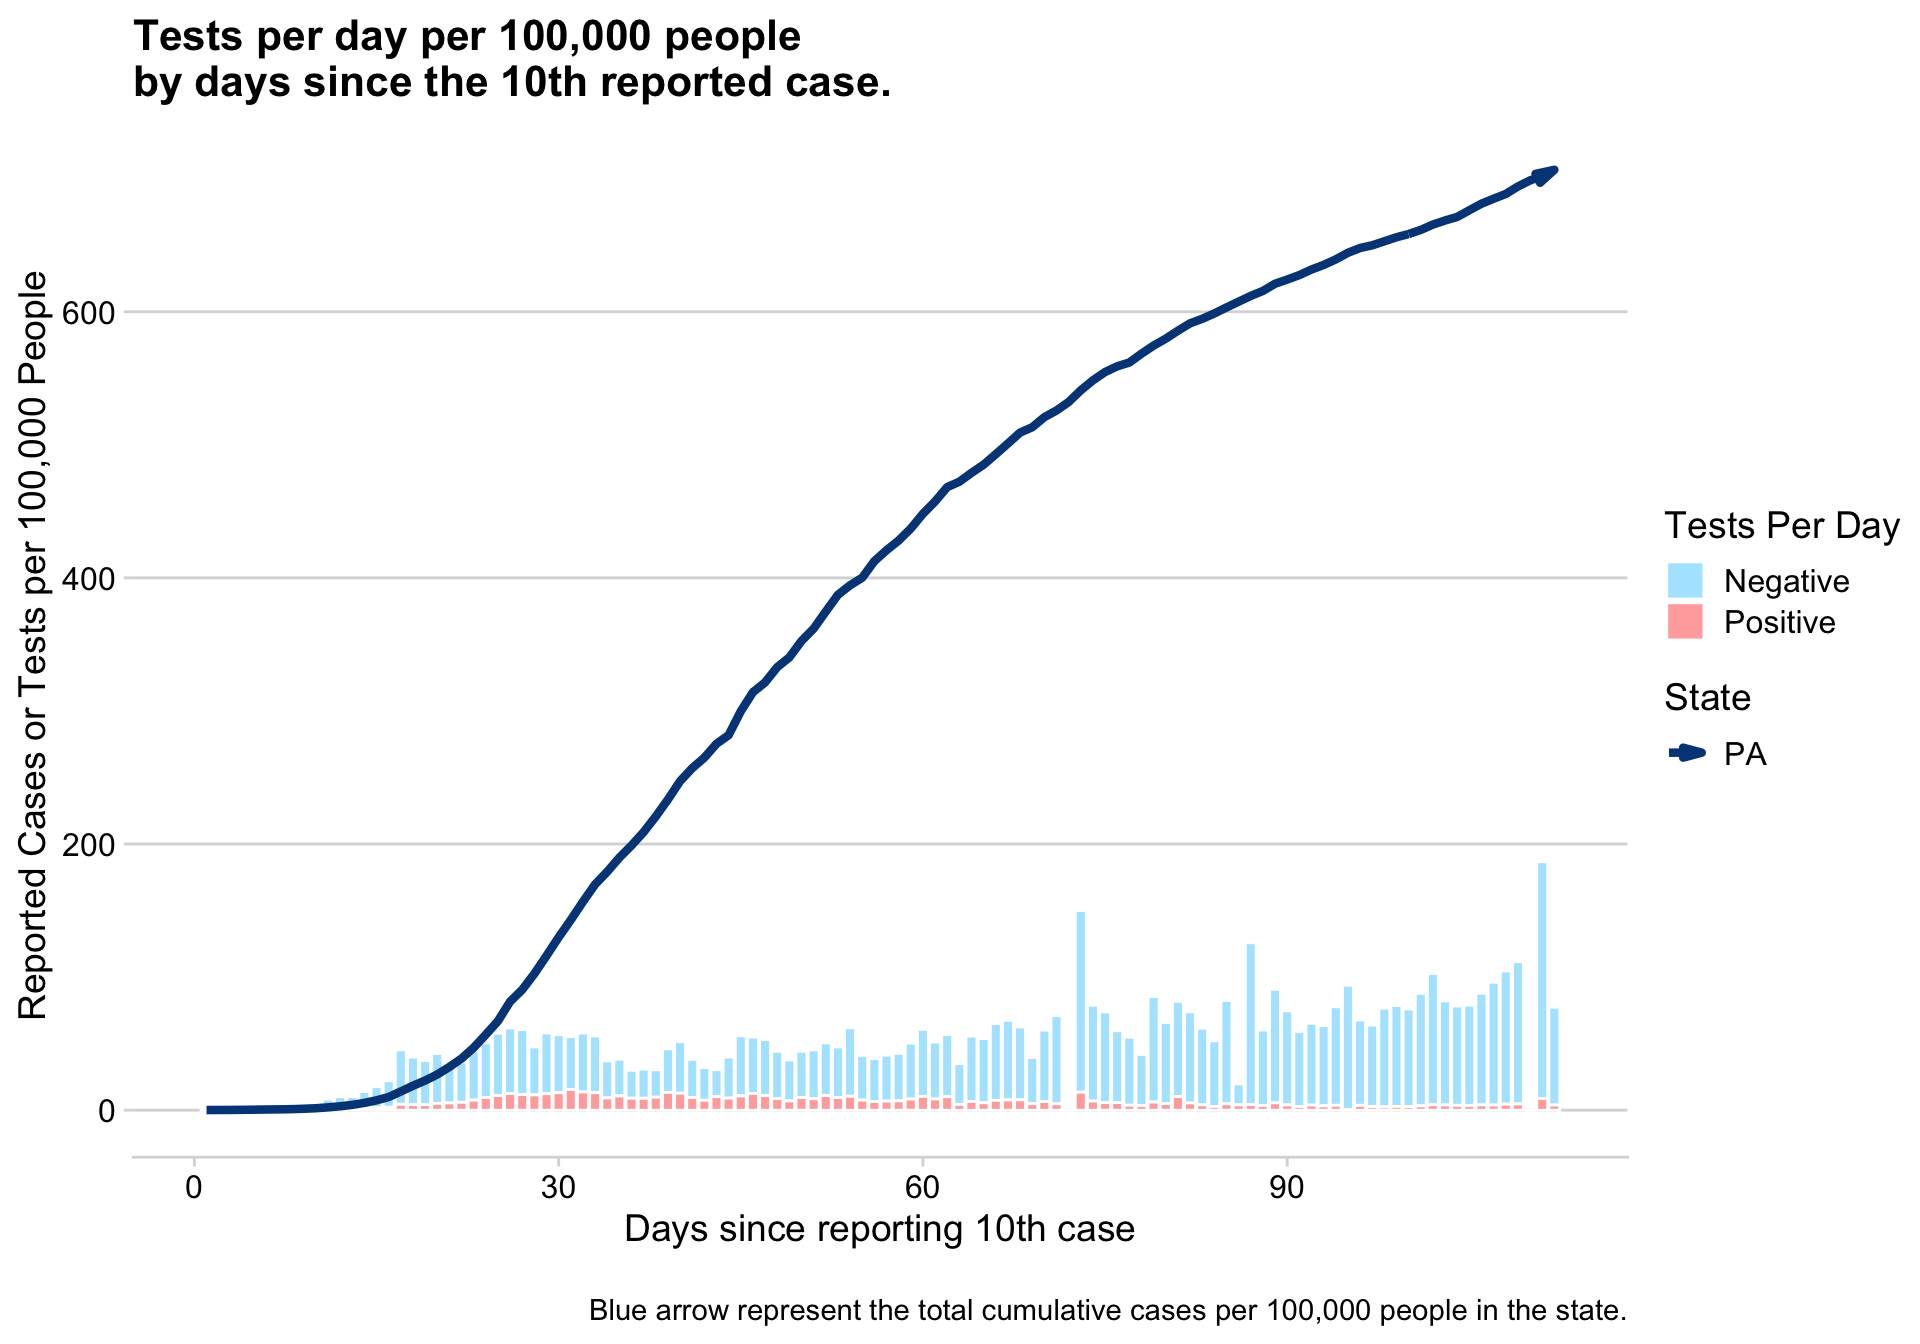 Tests per day per 100,000 people
by days since the 10th reported case.
Reported Cases or Tests per 100,000 People
600
400
200
0
0
30
60
90
Days since reporting 10th case
Tests Per Day
Negative
Positive
State
PA
Blue arrow represent the total cumulative cases per 100,000 people in the state.